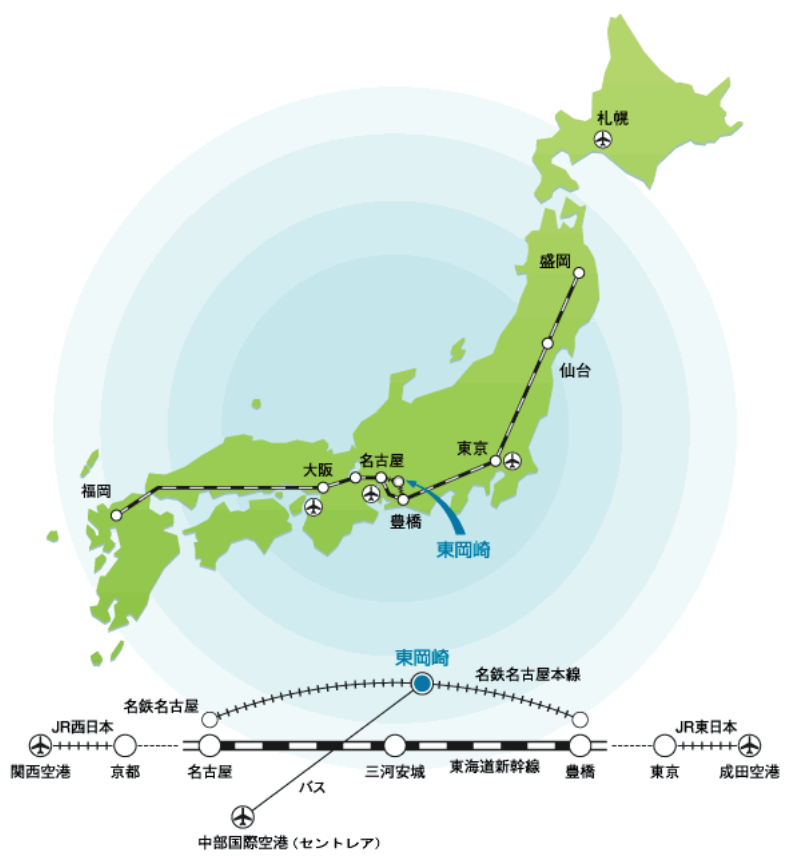 札幌
盛岡
仙台
東京
名古屋
大阪
福岡
豊橋
東岡崎
東岡崎
名鉄名古屋本線
名鉄名古屋
JR西日本
JR東日本
関西空港
京都
名古屋
三河安城
東海道新幹線
豊橋
東京
成田空港
バス
中部国際空港（セントレア）